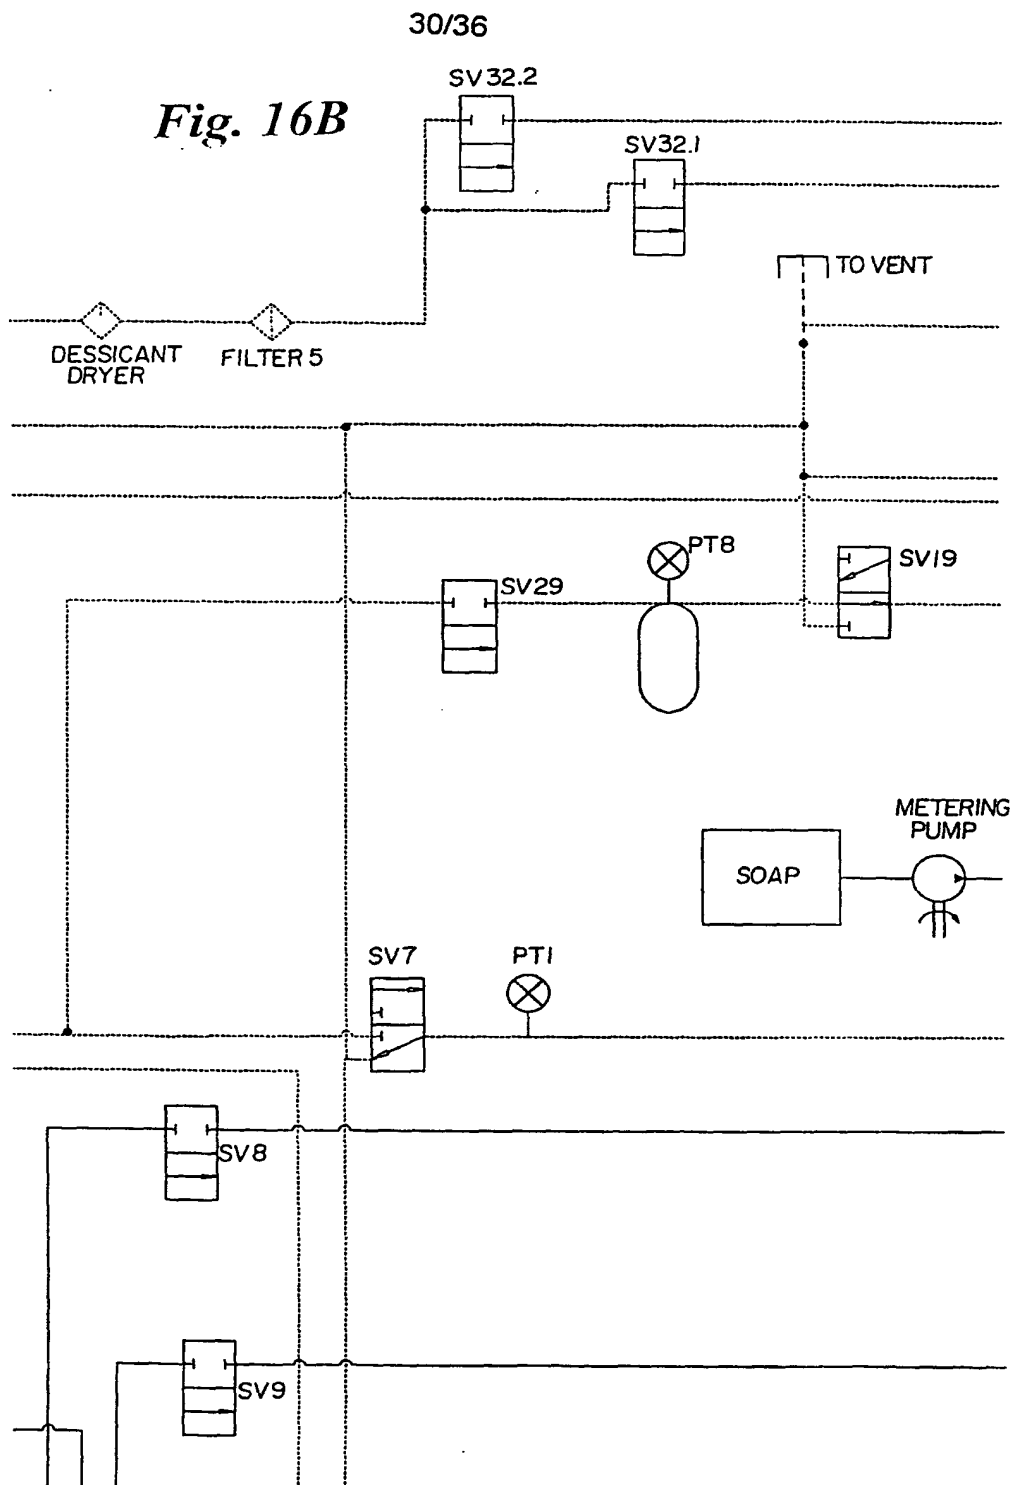 30/36
Fig. 16B
SV32.2
SV32.1
TO VENT
DESSICANT
DRYER
FILTER 5
PT8
SV29
SV19
METERING
PUMP
SOAP
SV7
PT1
SV8
SV9